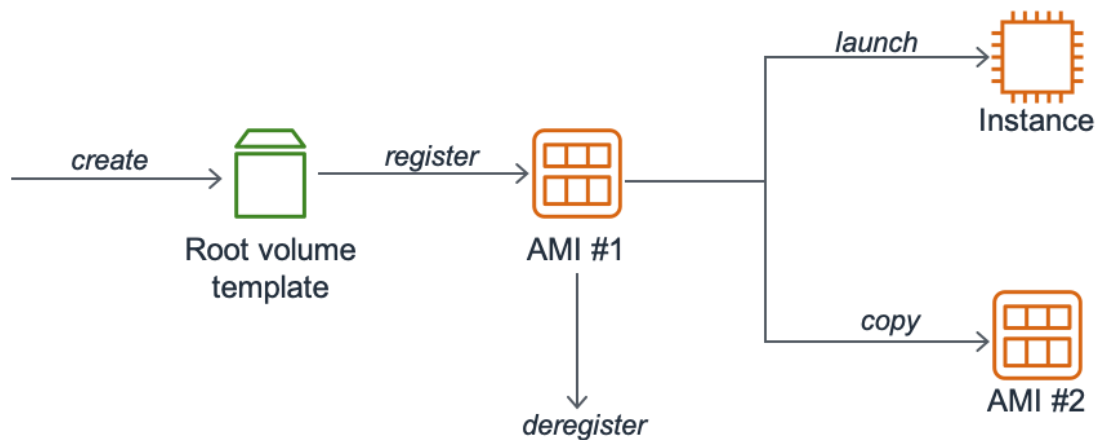 launch
Instance
create
register
Root volume
template
AMI #1
copy
AMI #2
deregister